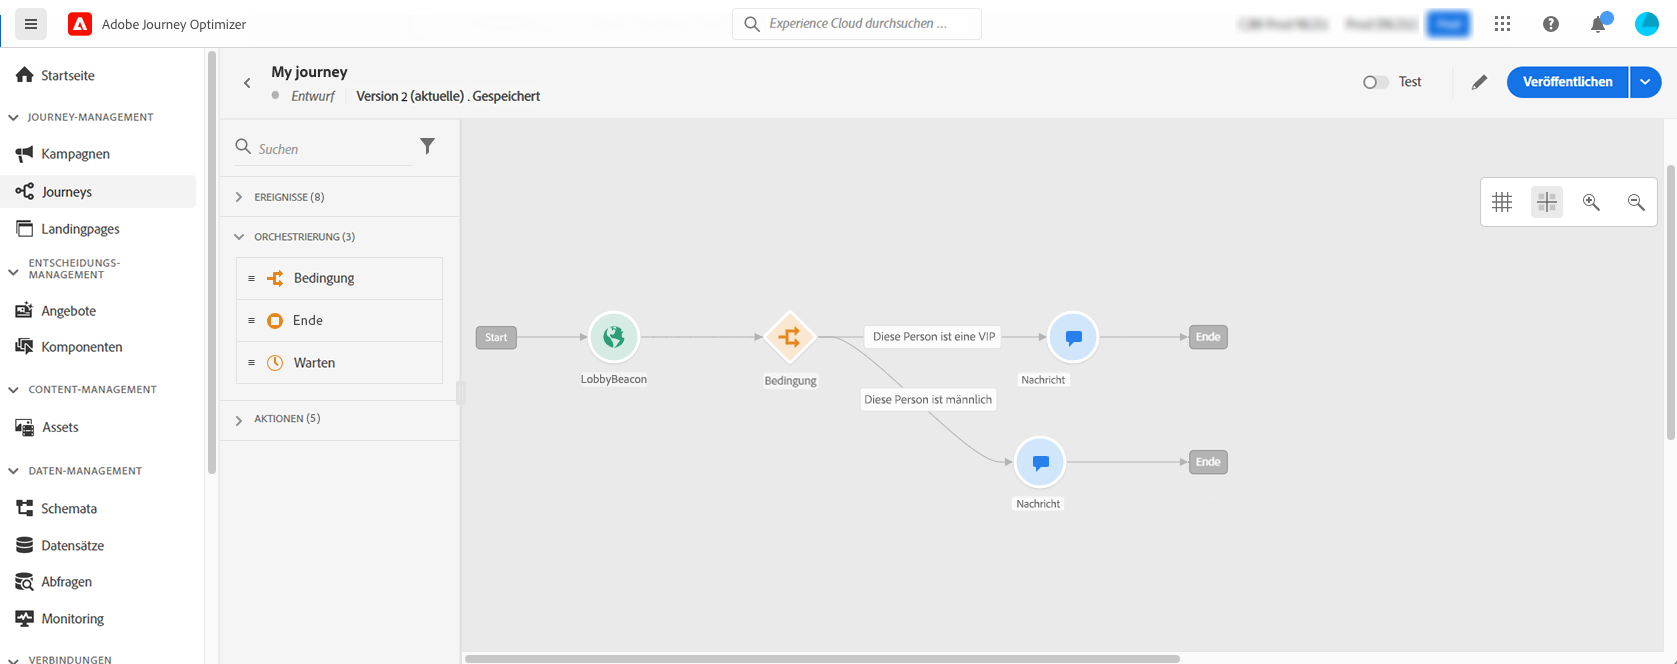 Adobe Journey Optimizer
Experience Cloud durchsuchen ...
Startseite
JOURNEY-MANAGEMENT
Kampagnen
Journeys
Landingpages
ENTSCHEIDUNGS-
MANAGEMENT
Angebote
Komponenten
CONTENT-MANAGEMENT
Assets
DATEN-MANAGEMENT
Schemata
Datensätze
Abfragen
Monitoring
VERBINDUNGEN
My journey
Entwurf
Version 2 (aktuelle) . Gespeichert
Test
Veröffentlichen
Suchen
EREIGNISSE (8)
ORCHESTRIERUNG (3)
Bedingung
Ende
Warten
AKTIONEN (5)
Start
LobbyBeacon
Bedingung
Diese Person ist eine VIP
Nachricht
Ende
Diese Person ist männlich
Nachricht
Ende